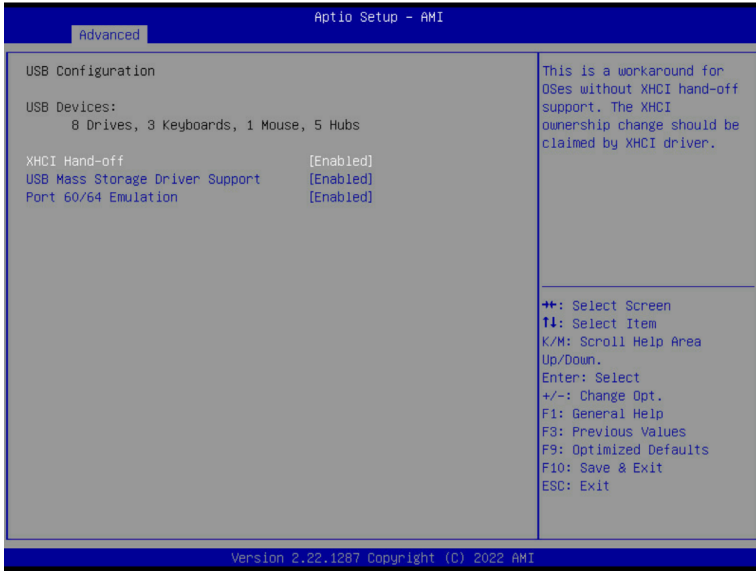 Aptio Setup – AMI
Advanced
USB Configuration
USB Devices:
8 Drives, 3 Keyboards, 1 Mouse, 5 Hubs
XHCI Hand-off [Enabled]
USB Mass Storage Driver Support [Enabled]
Port 60/64 Emulation [Enabled]
This is a workaround for
OSes without XHCI hand-off
support. The XHCI
ownership change should be
claimed by XHCI driver.
→←: Select Screen
↑↓: Select Item
K/M: Scroll Help Area
Up/Down.
Enter: Select
+/-: Change Opt.
F1: General Help
F3: Previous Values
F9: Optimized Defaults
F10: Save & Exit
ESC: Exit
Version 2.22.1287 Copyright (C) 2022 AMI